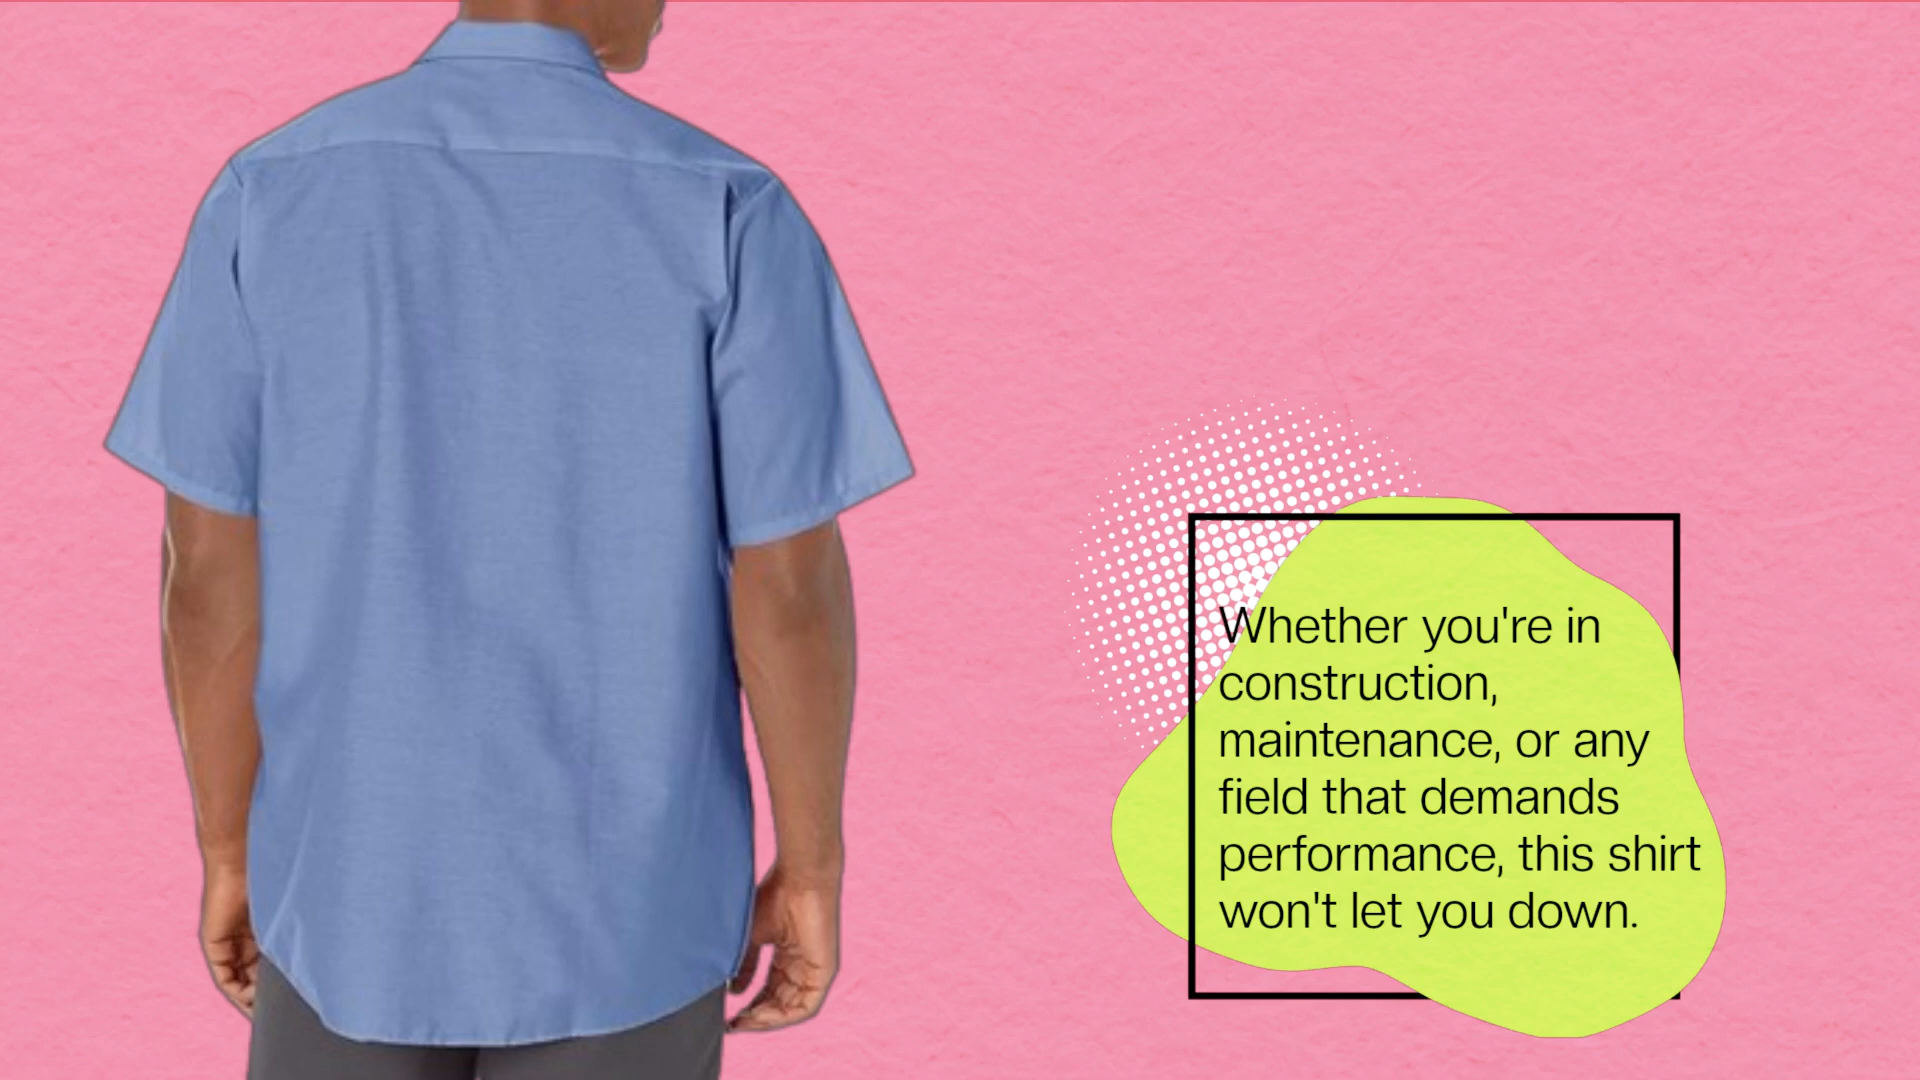 Whether you're in
construction,
maintenance, or any
field that demands
performance, this shirt
won't let you down.